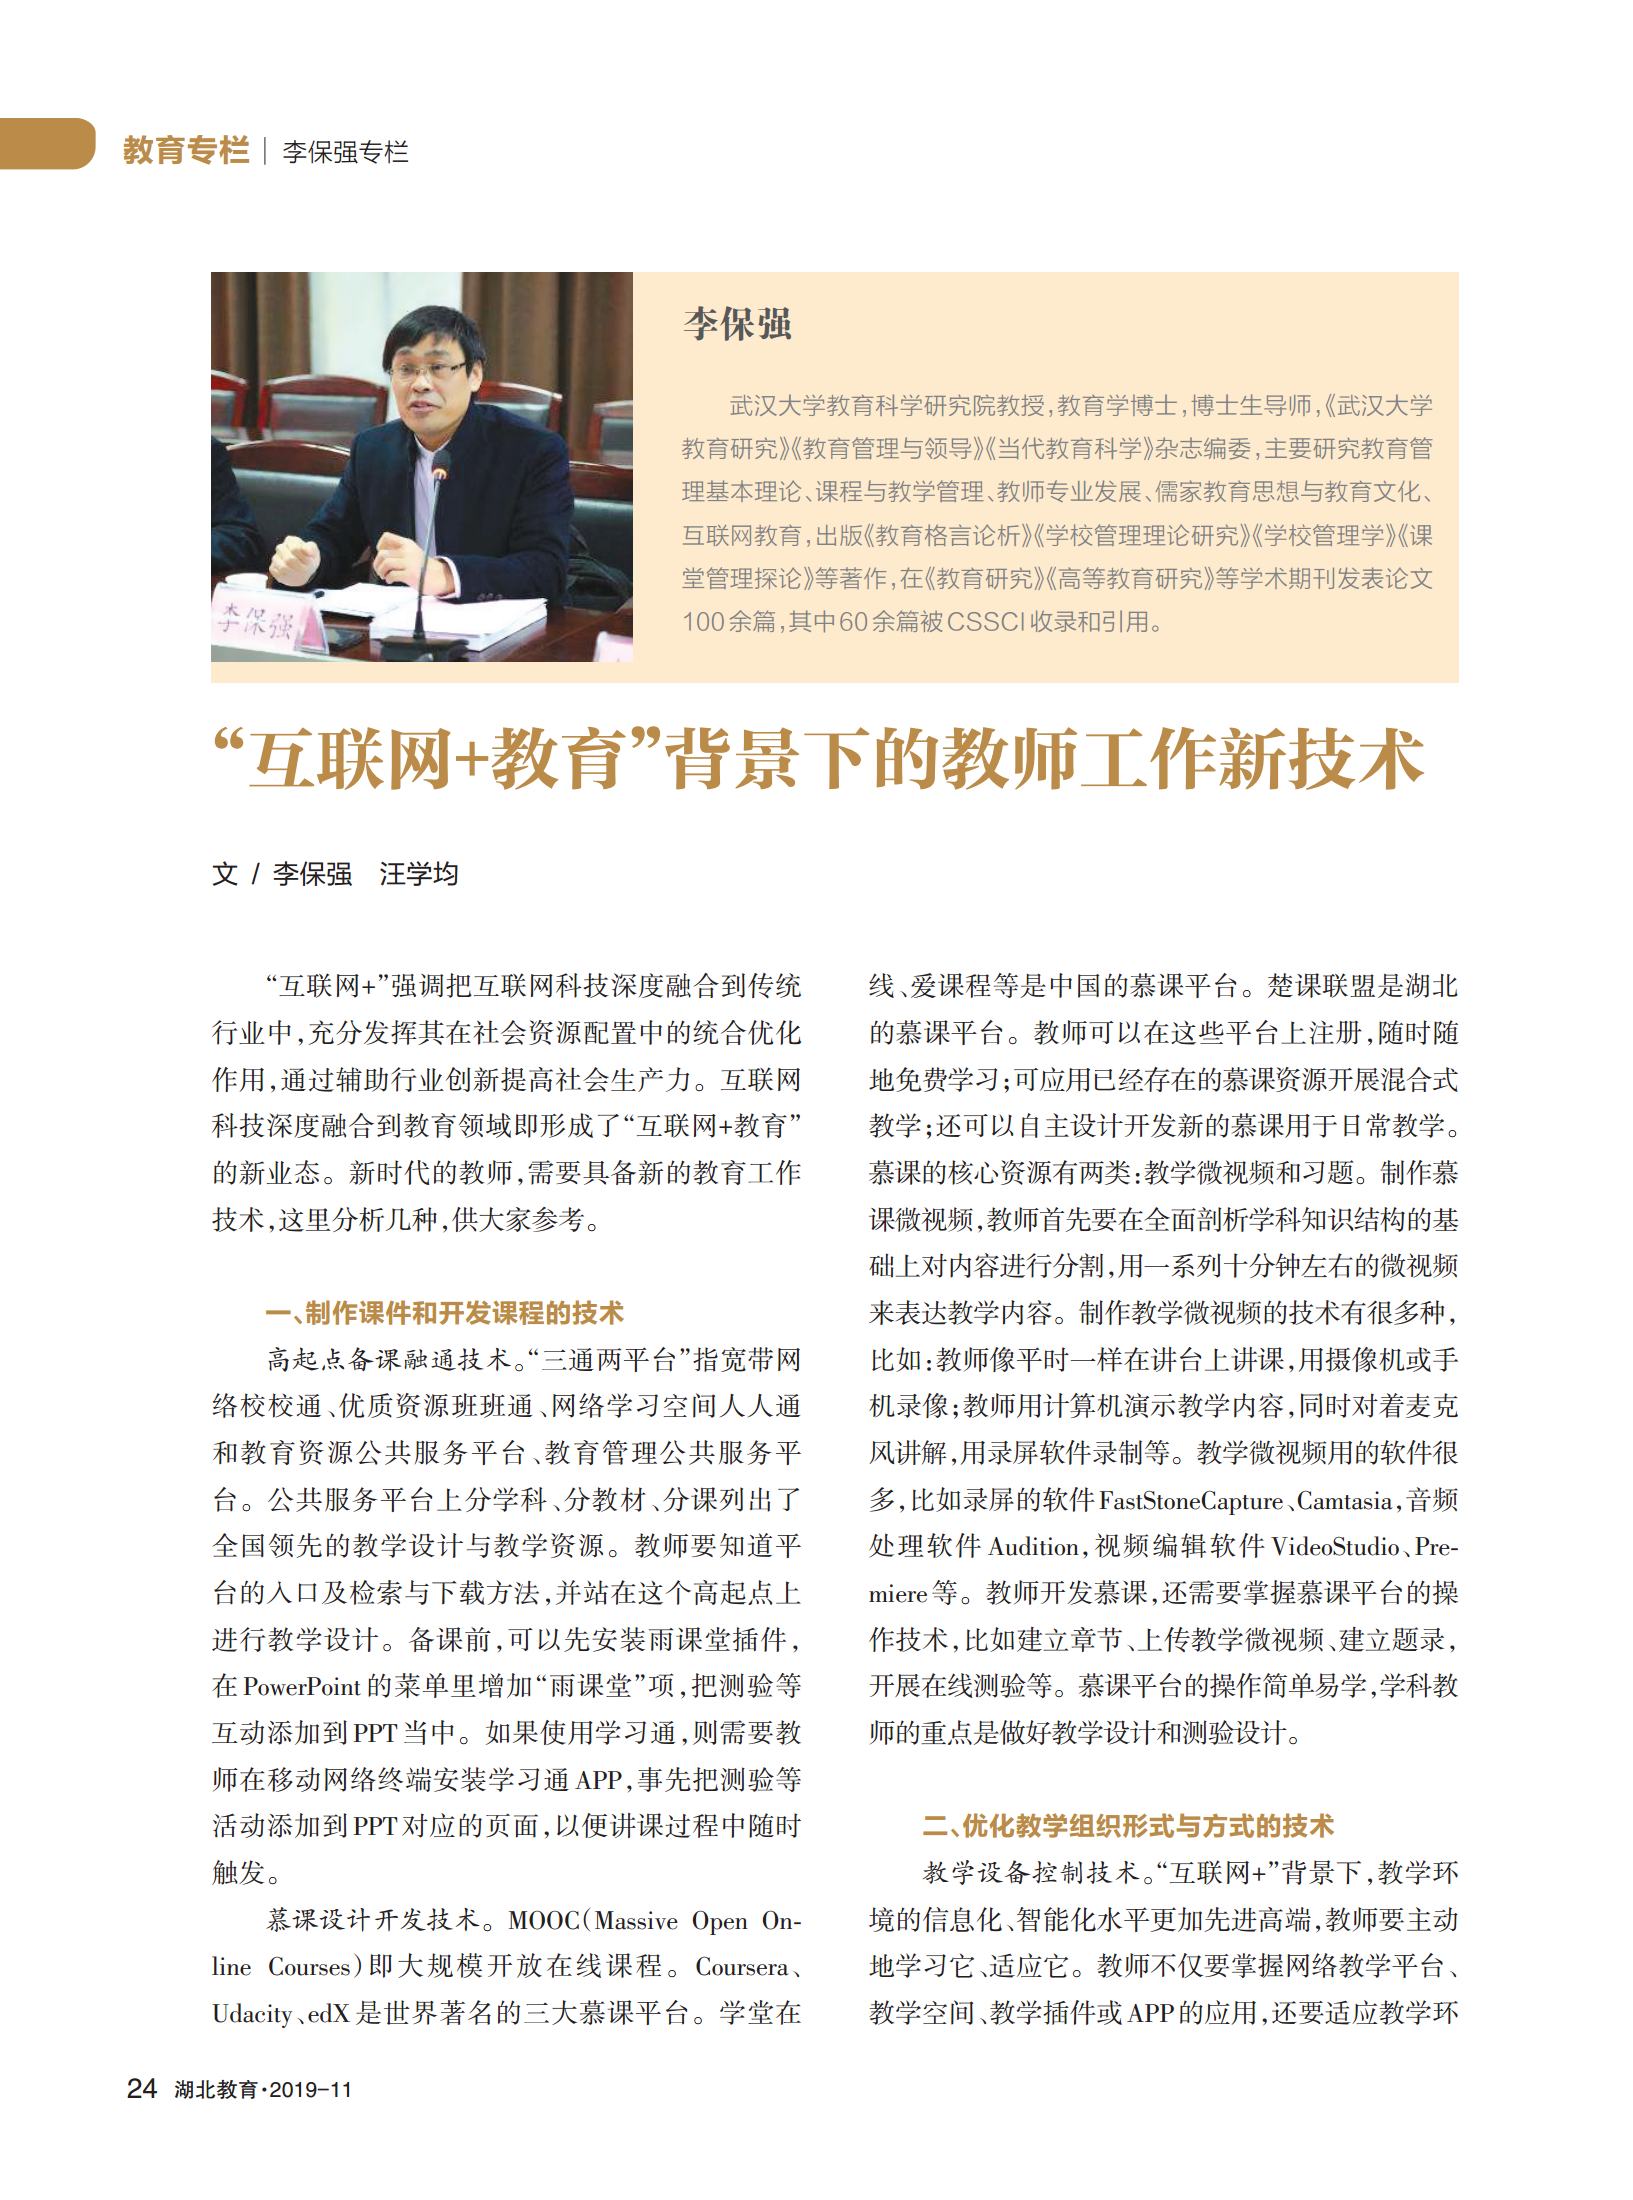 教育专栏｜李保强专栏
李保强
李保强
武汉大学教育科学研究院教授，教育学博士，博士生导师，《武汉大学
教育研究》《教育管理与领导》《当代教育科学》杂志编委，主要研究教育管
理基本理论、课程与教学管理、教师专业发展、儒家教育思想与教育文化、
互联网教育，出版《教育格言论析》《学校管理理论研究》《学校管理学》《课
堂管理探论》等著作，在《教育研究》《高等教育研究》等学术期刊发表论文
100余篇，其中60余篇被CSSCI收录和引用。
“互联网+教育”背景下的教师工作新技术
文 / 李保强　汪学均
“互联网+”强调把互联网科技深度融合到传统
行业中，充分发挥其在社会资源配置中的统合优化
作用，通过辅助行业创新提高社会生产力。互联网
科技深度融合到教育领域即形成了“互联网+教育”
的新业态。新时代的教师，需要具备新的教育工作
技术，这里分析几种，供大家参考。
一、制作课件和开发课程的技术
高起点备课融通技术。“三通两平台”指宽带网
络校校通、优质资源班班通、网络学习空间人人通
和教育资源公共服务平台、教育管理公共服务平
台。公共服务平台上分学科、分教材、分课列出了
全国领先的教学设计与教学资源。教师要知道平
台的入口及检索与下载方法，并站在这个高起点上
进行教学设计。备课前，可以先安装雨课堂插件，
在PowerPoint的菜单里增加“雨课堂”项，把测验等
互动添加到PPT当中。如果使用学习通，则需要教
师在移动网络终端安装学习通APP，事先把测验等
活动添加到PPT对应的页面，以便讲课过程中随时
触发。
慕课设计开发技术。MOOC（Massive Open On-
line Courses）即大规模开放在线课程。Coursera、
Udacity、edX是世界著名的三大慕课平台。学堂在
线、爱课程等是中国的慕课平台。楚课联盟是湖北
的慕课平台。教师可以在这些平台上注册，随时随
地免费学习；可应用已经存在的慕课资源开展混合式
教学；还可以自主设计开发新的慕课用于日常教学。
慕课的核心资源有两类：教学微视频和习题。制作慕
课微视频，教师首先要在全面剖析学科知识结构的基
础上对内容进行分割，用一系列十分钟左右的微视频
来表达教学内容。制作教学微视频的技术有很多种，
比如：教师像平时一样在讲台上讲课，用摄像机或手
机录像；教师用计算机演示教学内容，同时对着麦克
风讲解，用录屏软件录制等。教学微视频用的软件很
多，比如录屏的软件FastStoneCapture、Camtasia，音频
处理软件Audition，视频编辑软件VideoStudio、Pre-
miere等。教师开发慕课，还需要掌握慕课平台的操
作技术，比如建立章节、上传教学微视频、建立题录，
开展在线测验等。慕课平台的操作简单易学，学科教
师的重点是做好教学设计和测验设计。
二、优化教学组织形式与方式的技术
教学设备控制技术。“互联网+”背景下，教学环
境的信息化、智能化水平更加先进高端，教师要主动
地学习它、适应它。教师不仅要掌握网络教学平台、
教学空间、教学插件或APP的应用，还要适应教学环
24 湖北教育·2019-11